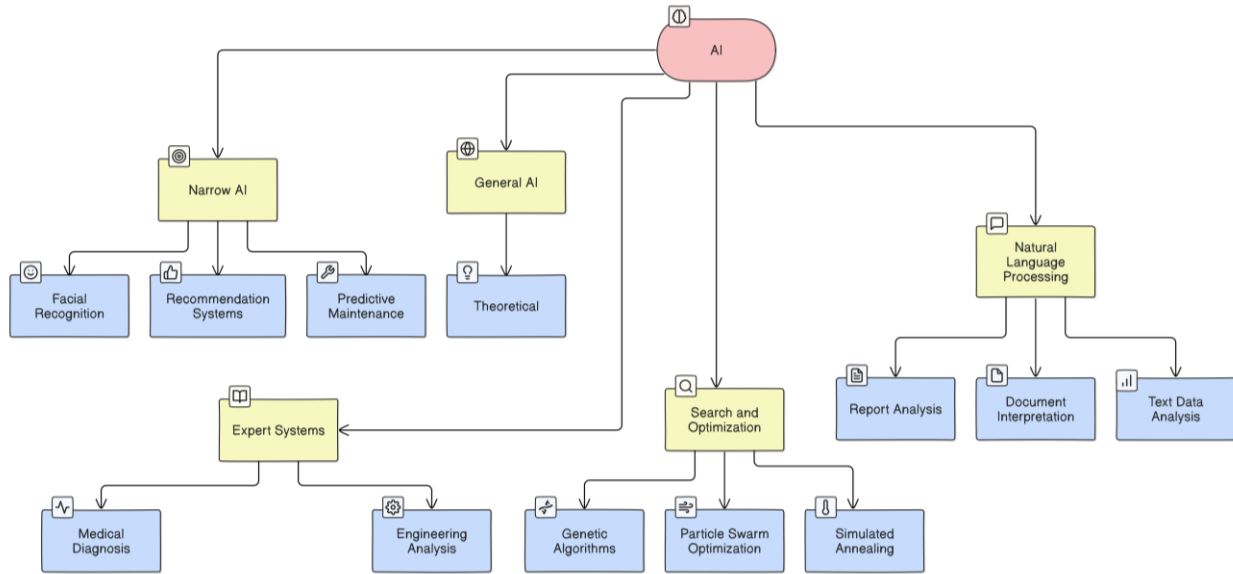 AI
Narrow AI
General AI
Natural
Language
Processing
Facial
Recognition
Recommendation
Systems
Predictive
Maintenance
Theoretical
Report Analysis
Document
Interpretation
Text Data
Analysis
Expert Systems
Search and
Optimization
Medical
Diagnosis
Engineering
Analysis
Genetic
Algorithms
Particle Swarm
Optimization
Simulated
Annealing